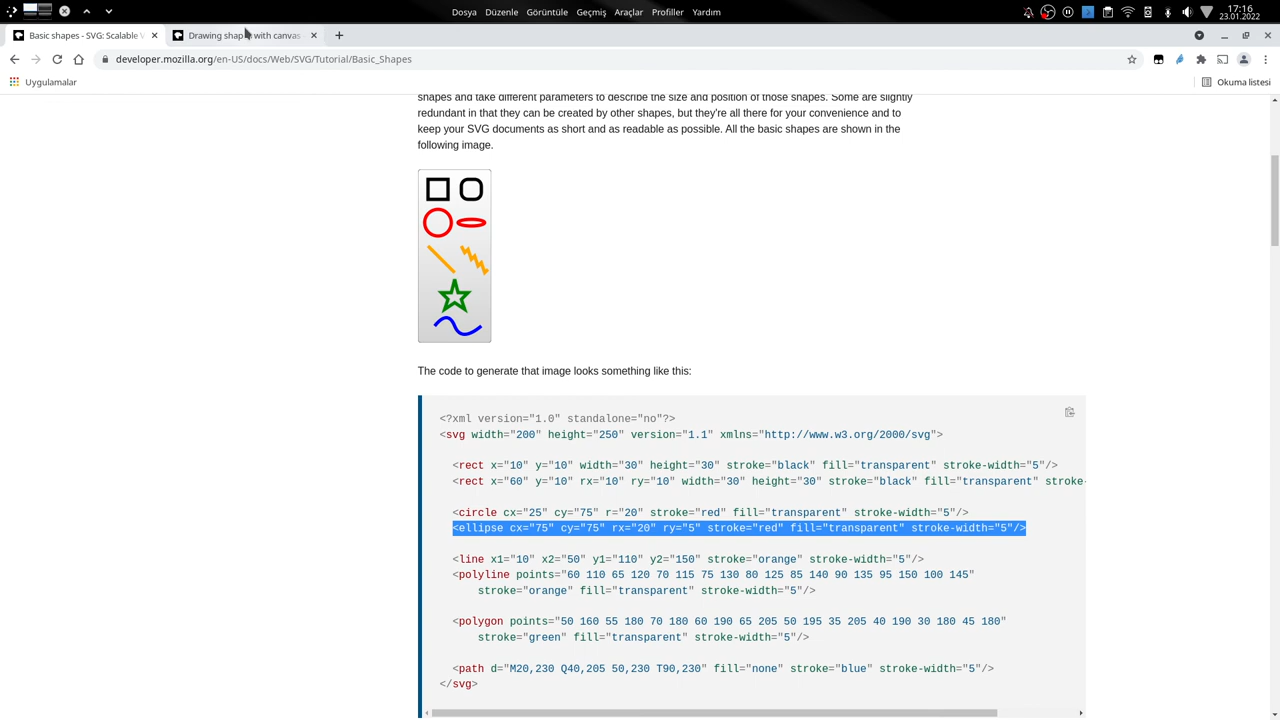 Dosya Düzenle Görüntüle Geçmiş Araçlar Profiller Yardım
17:16
23.01.2022
Basic shapes - SVG: Scalable V
Drawing shap with canvas
developer.mozilla.org/en-US/docs/Web/SVG/Tutorial/Basic_Shapes
Uygulamalar
Okuma listesi
shapes and take different parameters to describe the size and position of those shapes. Some are slightly
redundant in that they can be created by other shapes, but they're all there for your convenience and to
keep your SVG documents as short and as readable as possible. All the basic shapes are shown in the
following image.
The code to generate that image looks something like this:
<?xml version="1.0" standalone="no"?>
<svg width="200" height="250" version="1.1" xmlns="http://www.w3.org/2000/svg">
<rect x="10" y="10" width="30" height="30" stroke="black" fill="transparent" stroke-width="5"/>
<rect x="60" y="10" rx="10" ry="10" width="30" height="30" stroke="black" fill="transparent" stroke-
<circle cx="25" cy="75" r="20" stroke="red" fill="transparent" stroke-width="5"/>
<ellipse cx="75" cy="75" rx="20" ry="5" stroke="red" fill="transparent" stroke-width="5"/>
<line x1="10" x2="50" y1="110" y2="150" stroke="orange" stroke-width="5"/>
<polyline points="60 110 65 120 70 115 75 130 80 125 85 140 90 135 95 150 100 145"
stroke="orange" fill="transparent" stroke-width="5"/>
<polygon points="50 160 55 180 70 180 60 190 65 205 50 195 35 205 40 190 30 180 45 180"
stroke="green" fill="transparent" stroke-width="5"/>
<path d="M20,230 Q40,205 50,230 T90,230" fill="none" stroke="blue" stroke-width="5"/>
</svg>